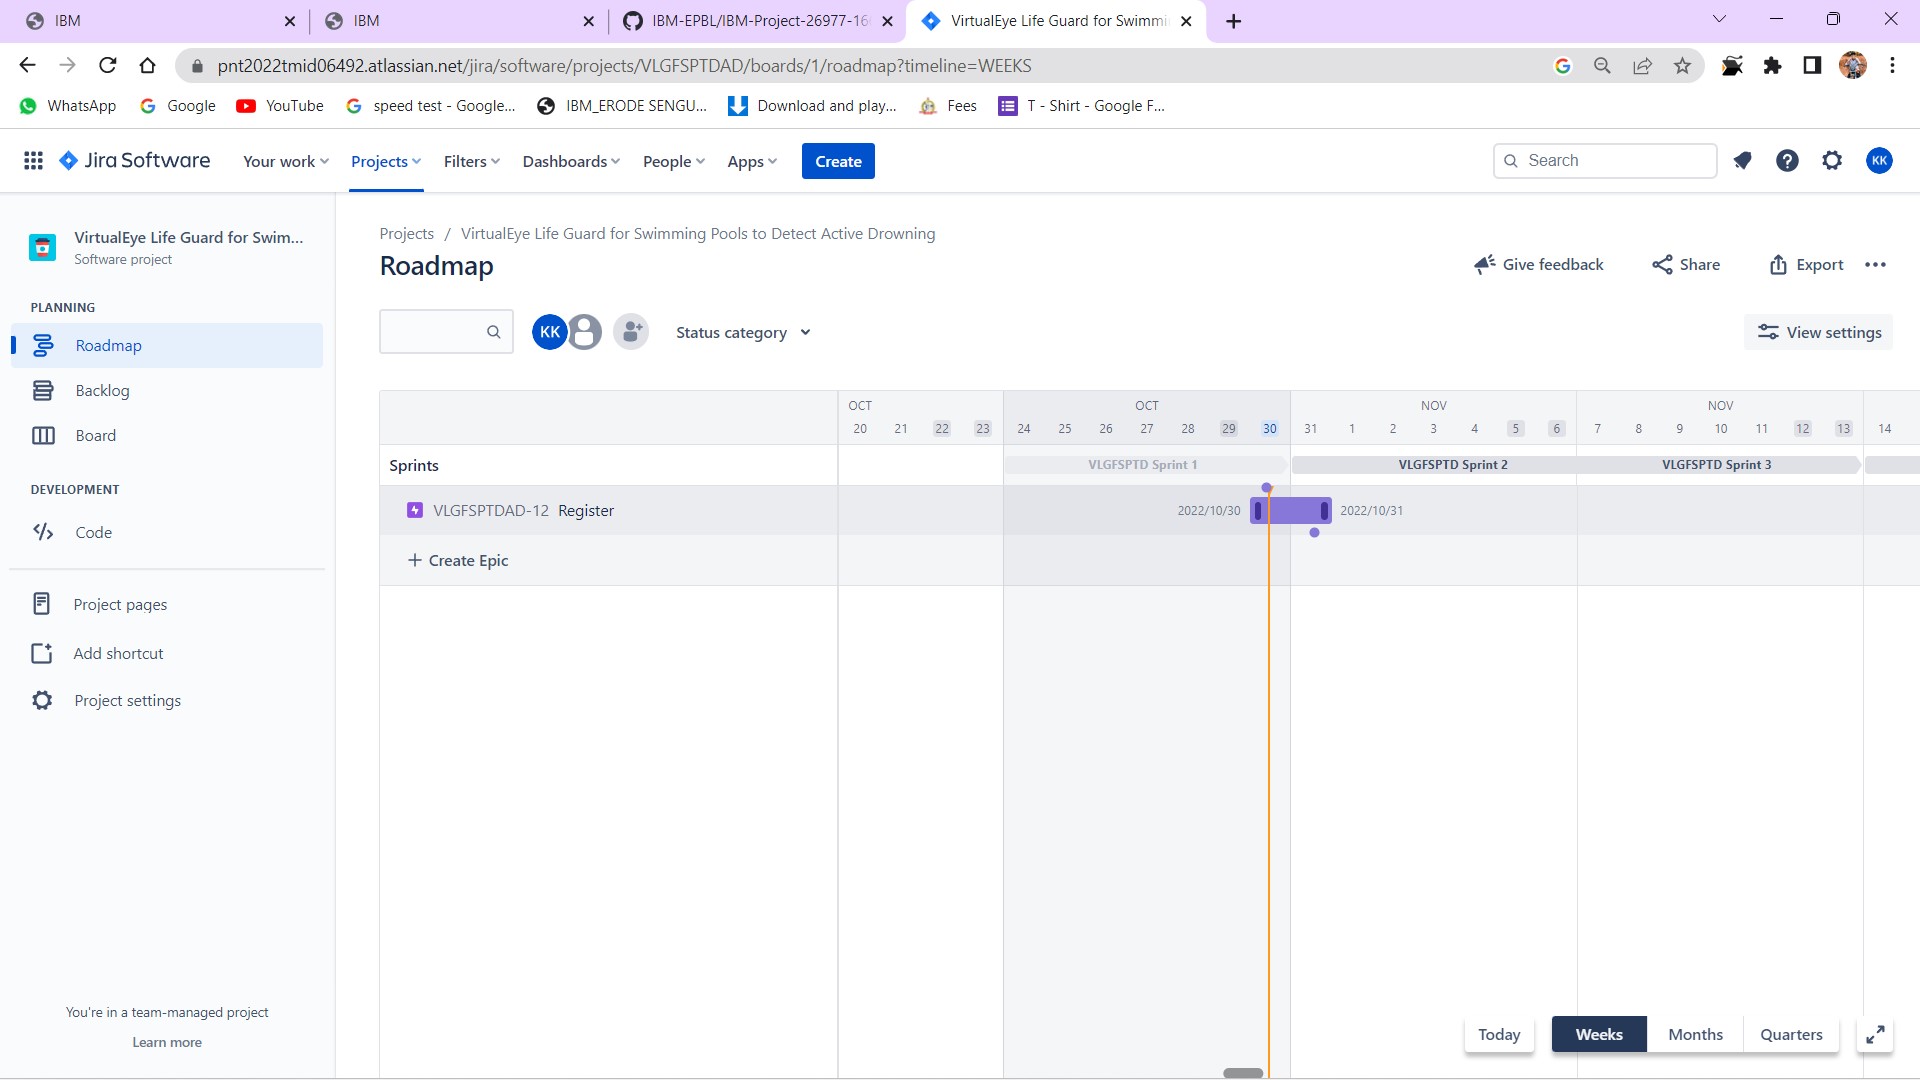 IBM
IBM
IBM-EPBL/IBM-Project-26977-16
VirtualEye Life Guard for Swimmi
pnt2022tmid06492.atlassian.net/jira/software/projects/VLGFSPTDAD/boards/1/roadmap?timeline=WEEKS
WhatsApp
Google
YouTube
speed test - Google...
IBM_ERODE SENGU...
Download and play...
Fees
T - Shirt - Google F...
Jira Software
Your work
Projects
Filters
Dashboards
People
Apps
Create
Search
KK
VirtualEye Life Guard for Swim...
Software project
PLANNING
Roadmap
Backlog
Board
DEVELOPMENT
Code
Project pages
Add shortcut
Project settings
You're in a team-managed project
Learn more
Projects / VirtualEye Life Guard for Swimming Pools to Detect Active Drowning
Roadmap
Give feedback
Share
Export
KK
Status category
View settings
OCT OCT NOV NOV
20 21 22 23 24 25 26 27 28 29 30 31 1 2 3 4 5 6 7 8 9 10 11 12 13 14
Sprints
VLGFSPTD Sprint 1
VLGFSPTD Sprint 2
VLGFSPTD Sprint 3
VLGFSPTDAD-12 Register
2022/10/30
2022/10/31
+ Create Epic
Today
Weeks
Months
Quarters